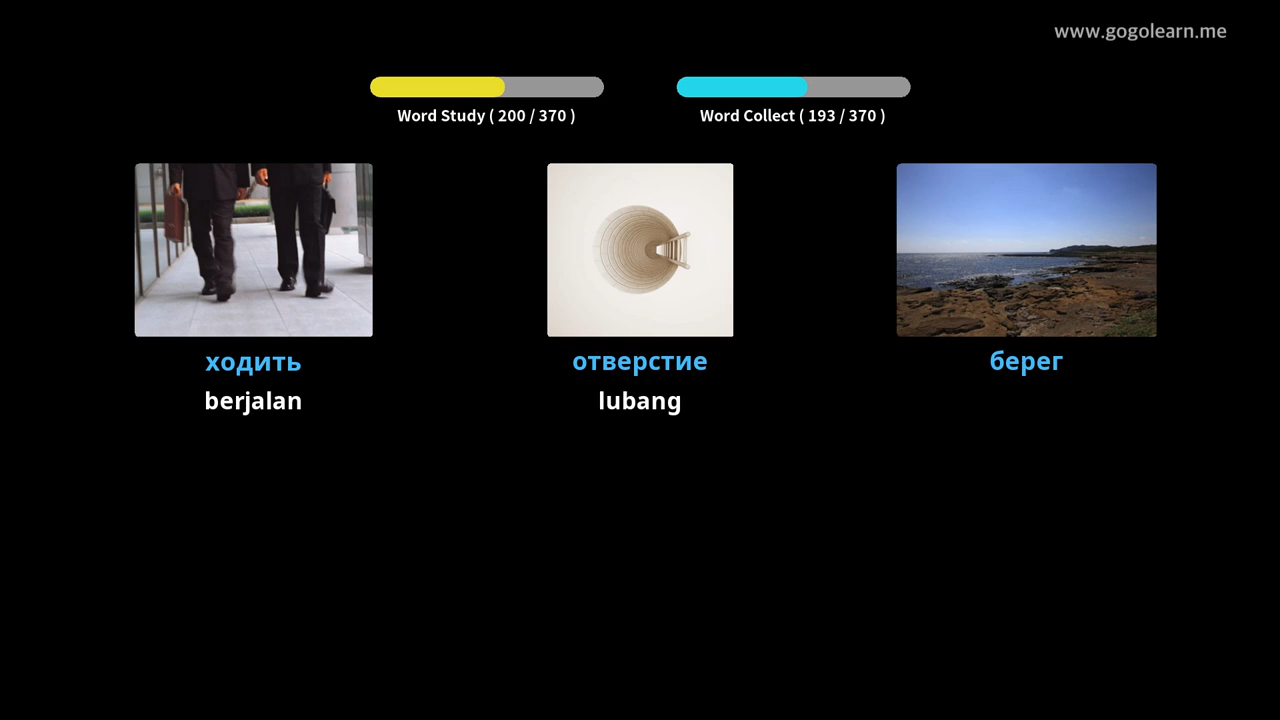 www.gogolearn.me
Word Study ( 200 / 370 )
Word Collect ( 193 / 370 )
ходить
отверстие
берег
berjalan
lubang